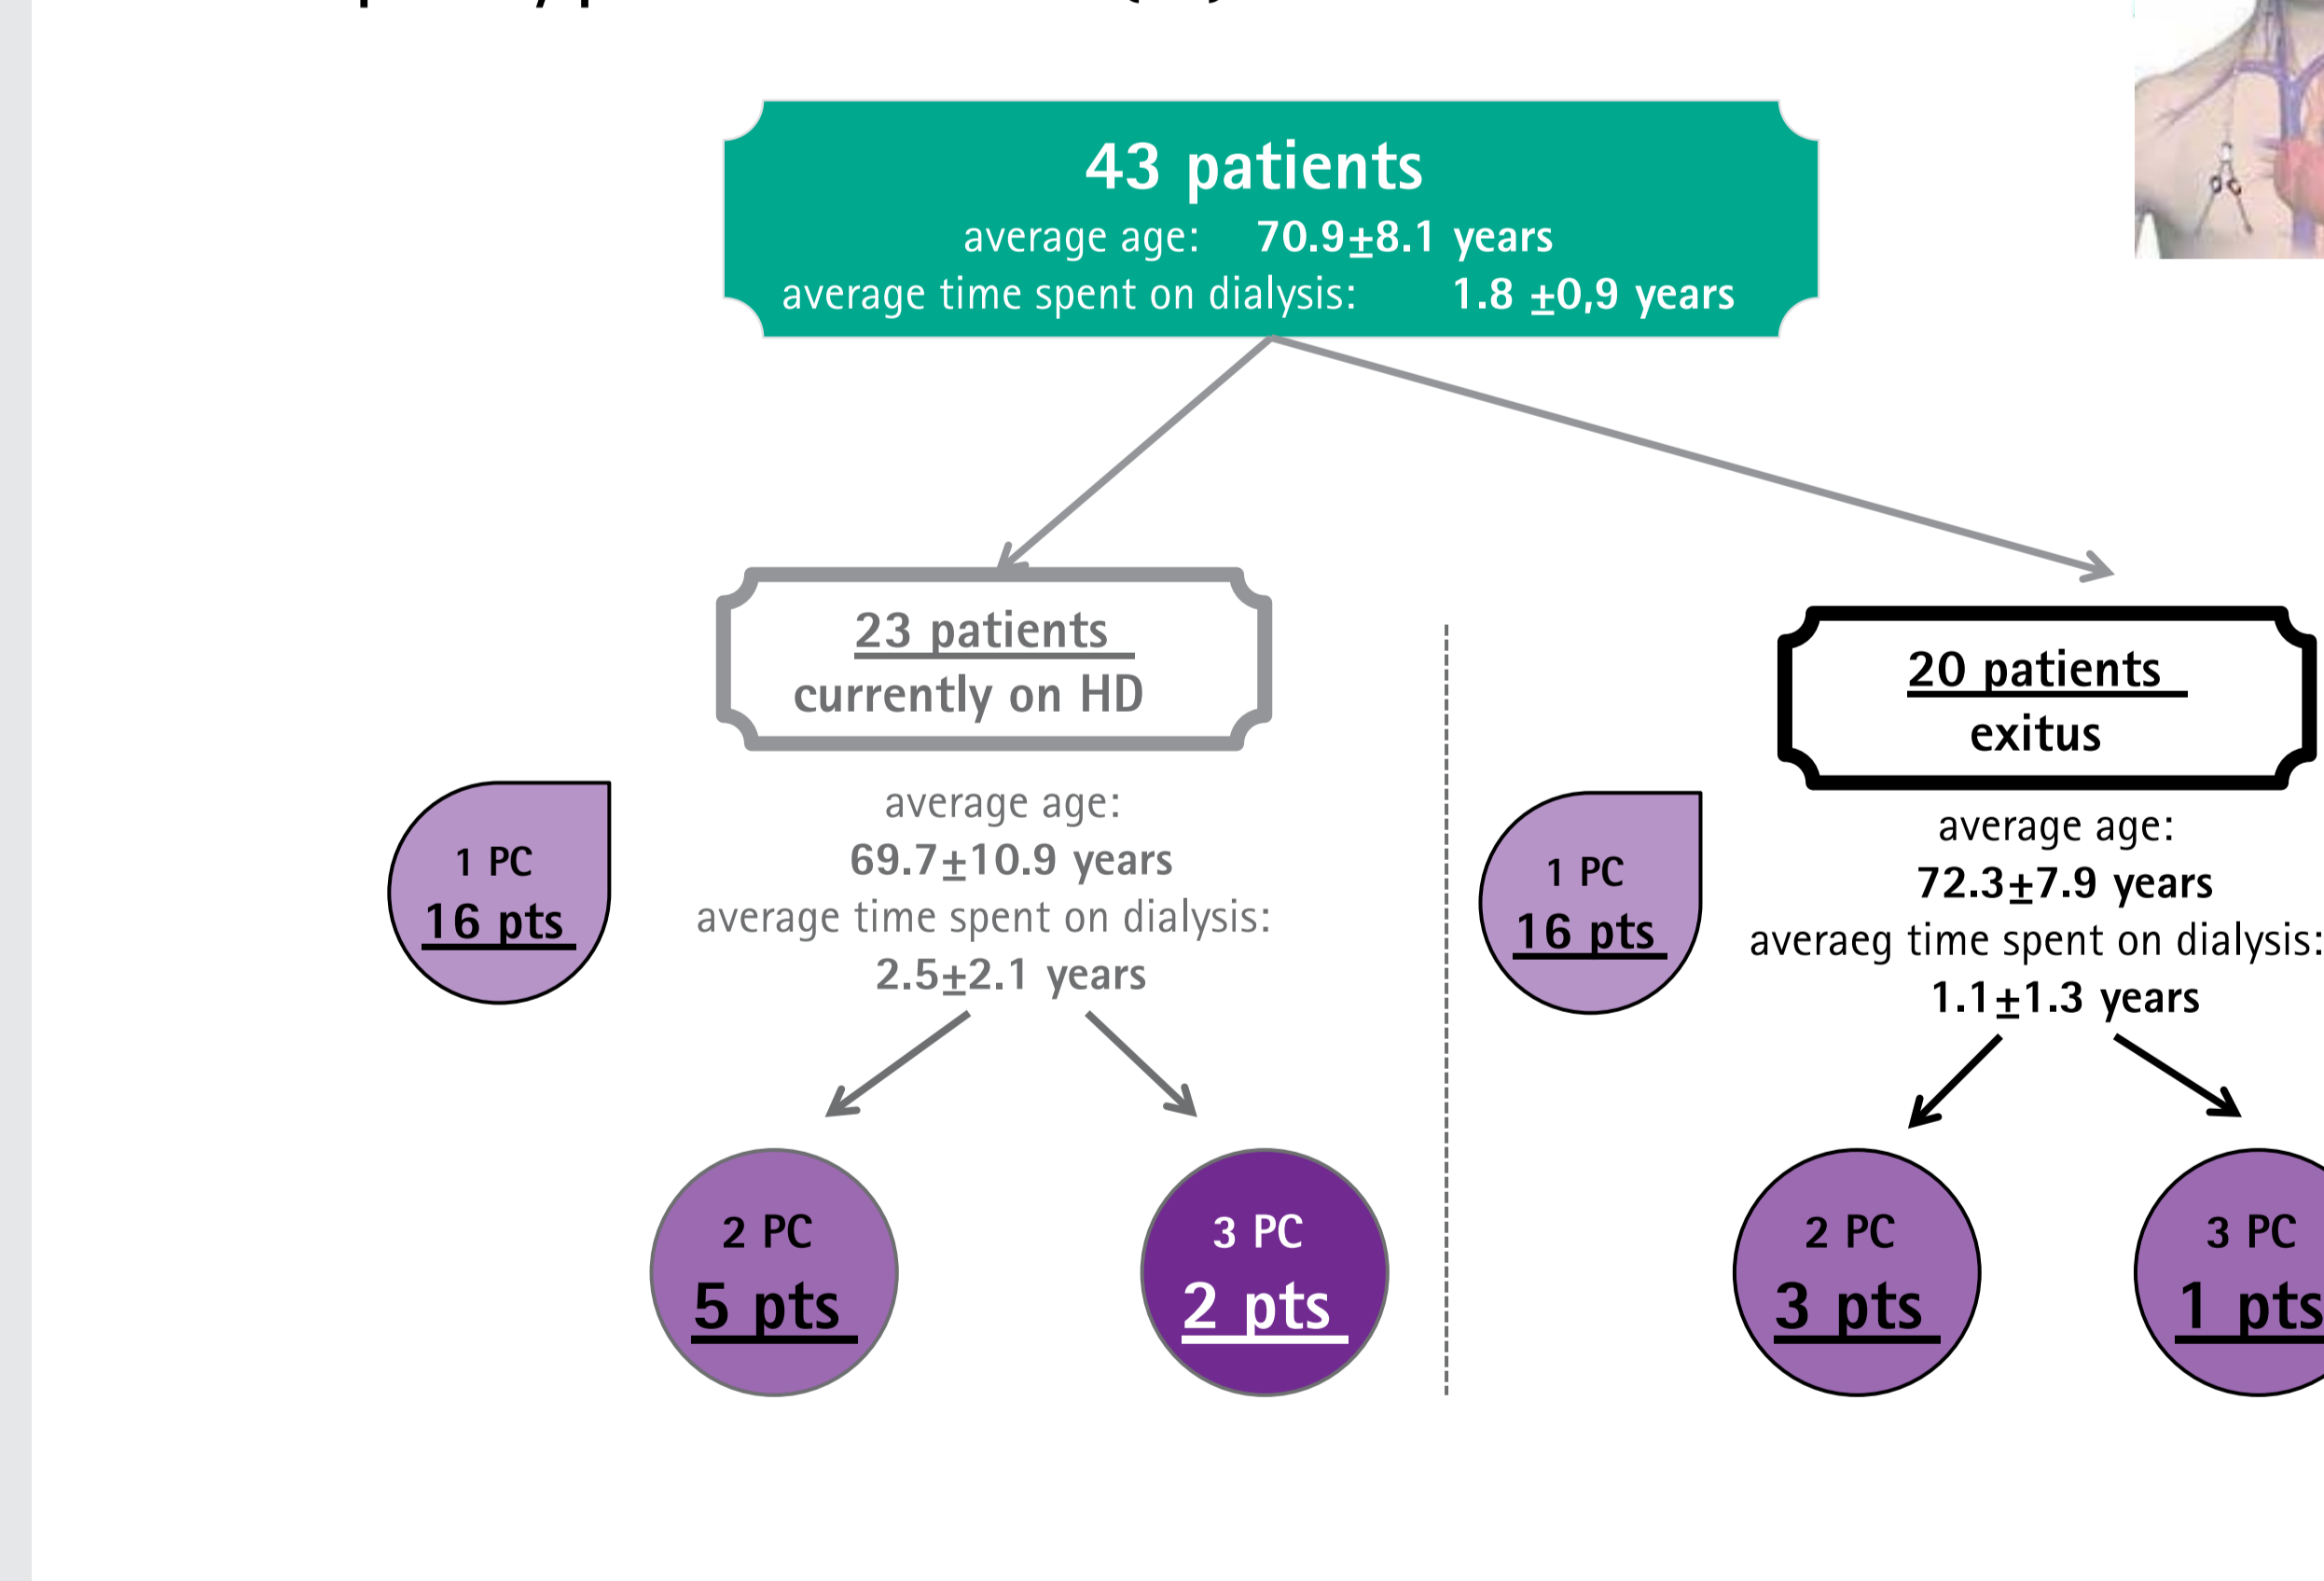 43 patients
average age: 70.9±8.1 years
average time spent on dialysis: 1.8 ±0,9 years
23 patients
currently on HD
average age:
69.7±10.9 years
average time spent on dialysis:
2.5±2.1 years
1 PC
16 pts
2 PC
5 pts
3 PC
2 pts
20 patients
exitus
average age:
72.3±7.9 years
averaeg time spent on dialysis:
1.1±1.3 years
1 PC
16 pts
2 PC
3 pts
3 PC
1 pts